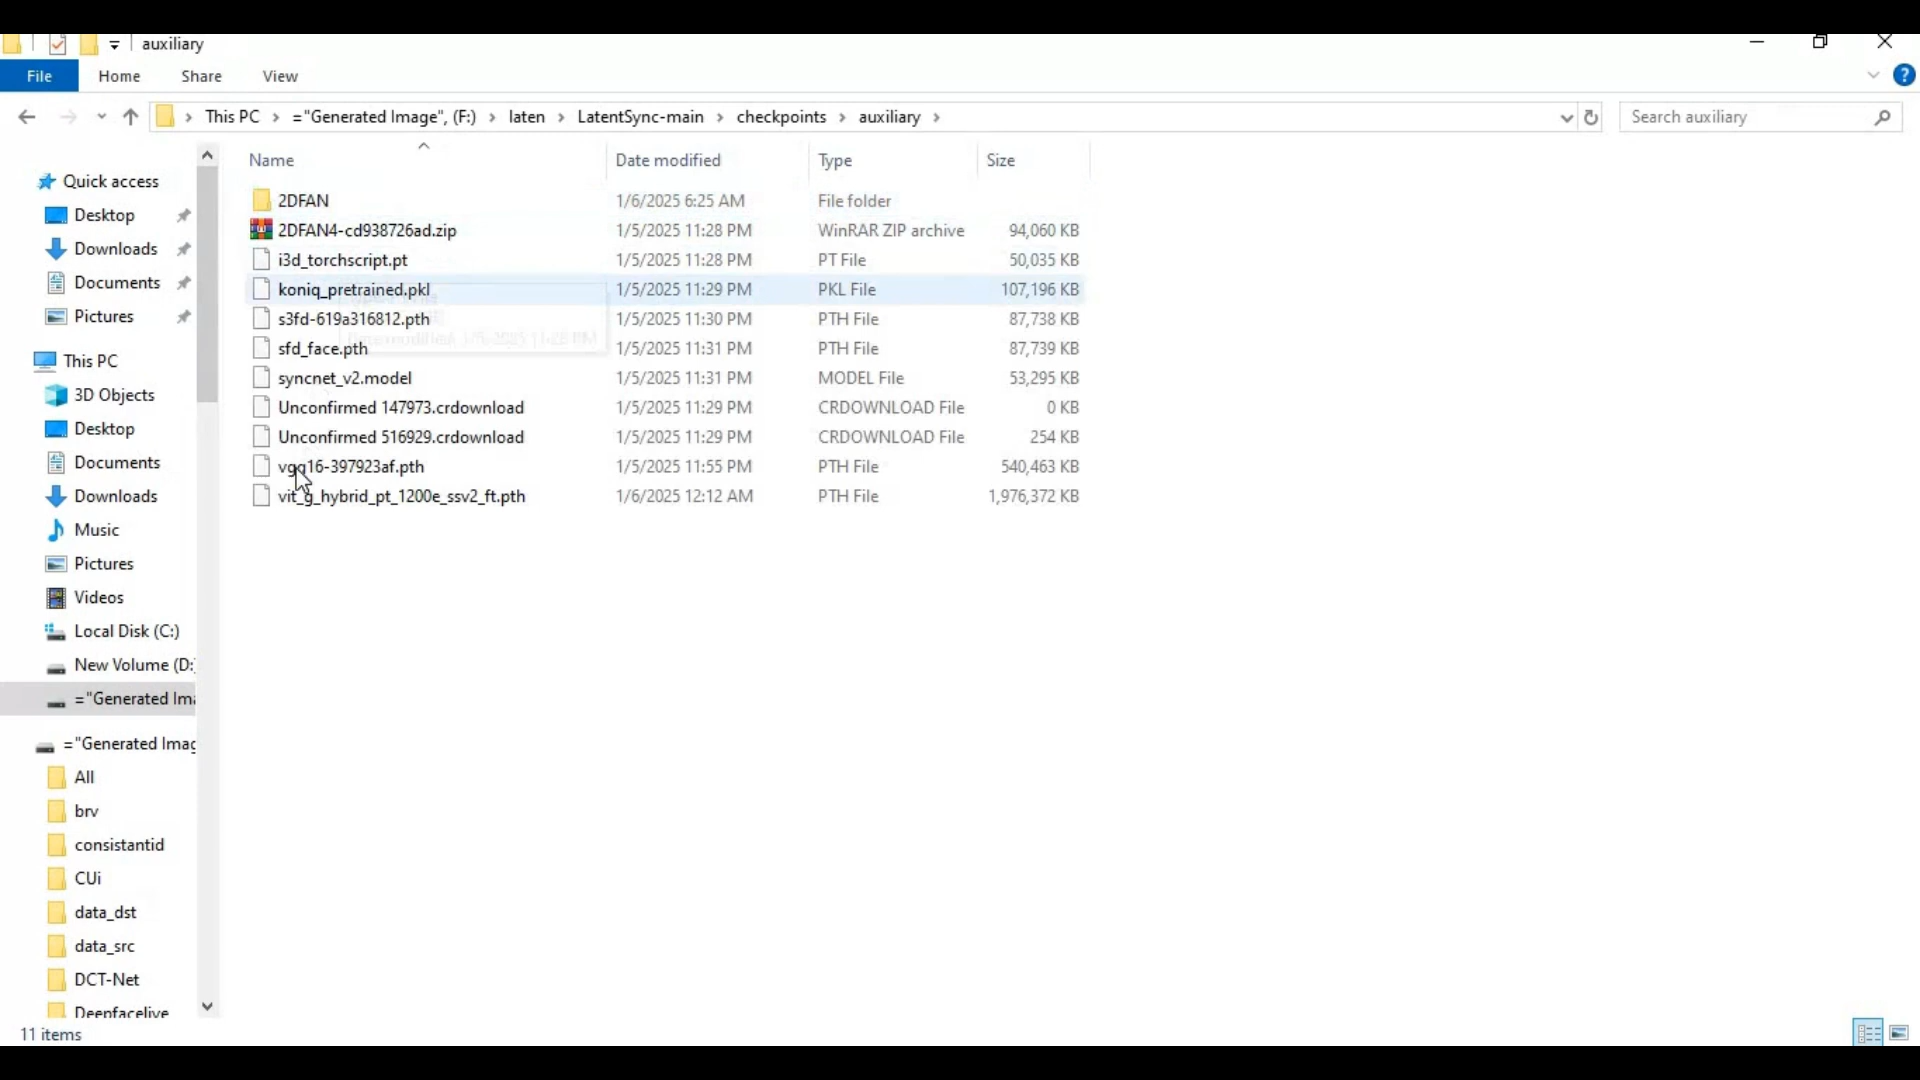 auxiliary
File Home Share View
This PC ="Generated Image", (F:) laten LatentSync-main checkpoints auxiliary
Search auxiliary
Name Date modified Type Size
2DFAN 1/6/2025 6:25 AM File folder
2DFAN4-cd938726ad.zip 1/5/2025 11:28 PM WinRAR ZIP archive 94,060 KB
i3d_torchscript.pt 1/5/2025 11:28 PM PT File 50,035 KB
koniq_pretrained.pkl 1/5/2025 11:29 PM PKL File 107,196 KB
s3fd-619a316812.pth 1/5/2025 11:30 PM PTH File 87,738 KB
sfd_face.pth 1/5/2025 11:31 PM PTH File 87,739 KB
syncnet_v2.model 1/5/2025 11:31 PM MODEL File 53,295 KB
Unconfirmed 147973.crdownload 1/5/2025 11:29 PM CRDOWNLOAD File 0 KB
Unconfirmed 516929.crdownload 1/5/2025 11:29 PM CRDOWNLOAD File 254 KB
vgg16-397923af.pth 1/5/2025 11:55 PM PTH File 540,463 KB
vit_g_hybrid_pt_1200e_ssv2_ft.pth 1/6/2025 12:12 AM PTH File 1,976,372 KB
Quick access
Desktop
Downloads
Documents
Pictures
This PC
3D Objects
Desktop
Documents
Downloads
Music
Pictures
Videos
Local Disk (C:)
New Volume (D:
="Generated Ima
="Generated Imag
All
brv
consistantid
CUi
data_dst
data_src
DCT-Net
Deepfacelive
11 items